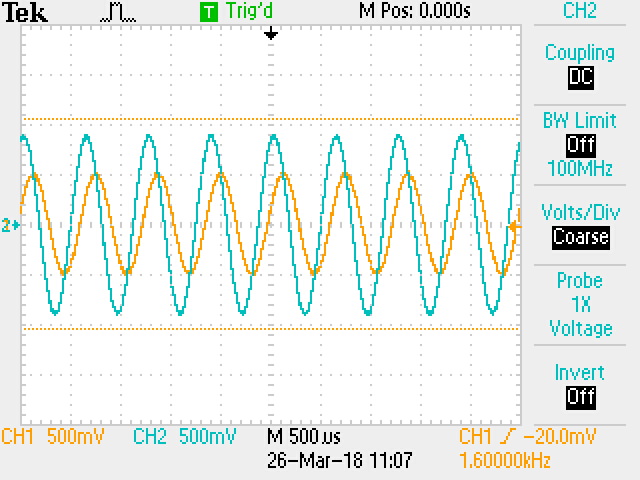 Tek T Trig'd M Pos: 0.000s CH2
Coupling
DC
BW Limit
Off
100MHz
Volts/Div
Coarse
2
Probe
1X
Voltage
Invert
Off
CH1 500mV CH2 500mV M 500µs CH1 -20.0mV
26-Mar-18 11:07 1.60000kHz